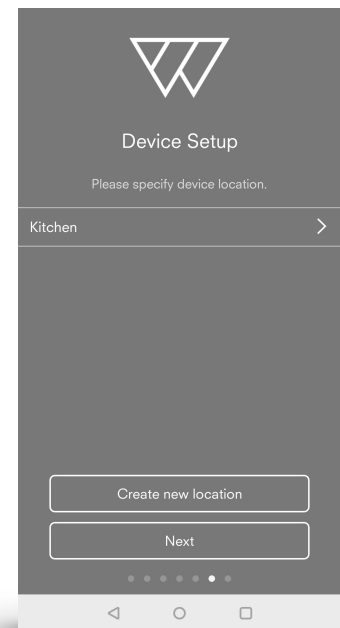 Device Setup
Please specify device location.
Kitchen
Create new location
Next